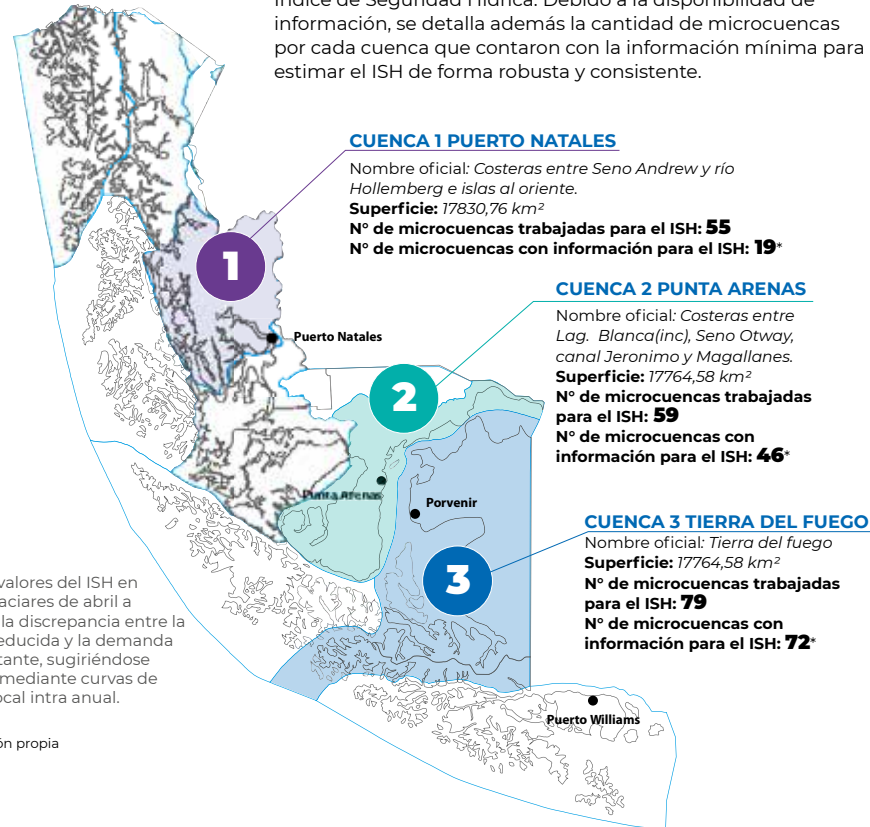 Índice de Seguridad Hídrica. Debido a la disponibilidad de
información, se detalla además la cantidad de microcuencas
por cada cuenca que contaron con la información mínima para
estimar el ISH de forma robusta y consistente.
CUENCA 1 PUERTO NATALES
Nombre oficial: Costeras entre Seno Andrew y río
Hollemberg e islas al oriente.
Superficie: 17830,76 km²
N° de microcuencas trabajadas para el ISH: 55
N° de microcuencas con información para el ISH: 19*
1
Puerto Natales
CUENCA 2 PUNTA ARENAS
Nombre oficial: Costeras entre
Lag. Blanca(inc), Seno Otway,
canal Jeronimo y Magallanes.
Superficie: 17764,58 km²
N° de microcuencas trabajadas
para el ISH: 59
N° de microcuencas con
información para el ISH: 46*
2
Punta Arenas
Porvenir
CUENCA 3 TIERRA DEL FUEGO
Nombre oficial: Tierra del fuego
Superficie: 17764,58 km²
N° de microcuencas trabajadas
para el ISH: 79
N° de microcuencas con
información para el ISH: 72*
3
Puerto Williams
valores del ISH en
aciares de abril a
la discrepancia entre la
educida y la demanda
tante, sugiriéndose
mediante curvas de
ocal intra anual.
ón propia